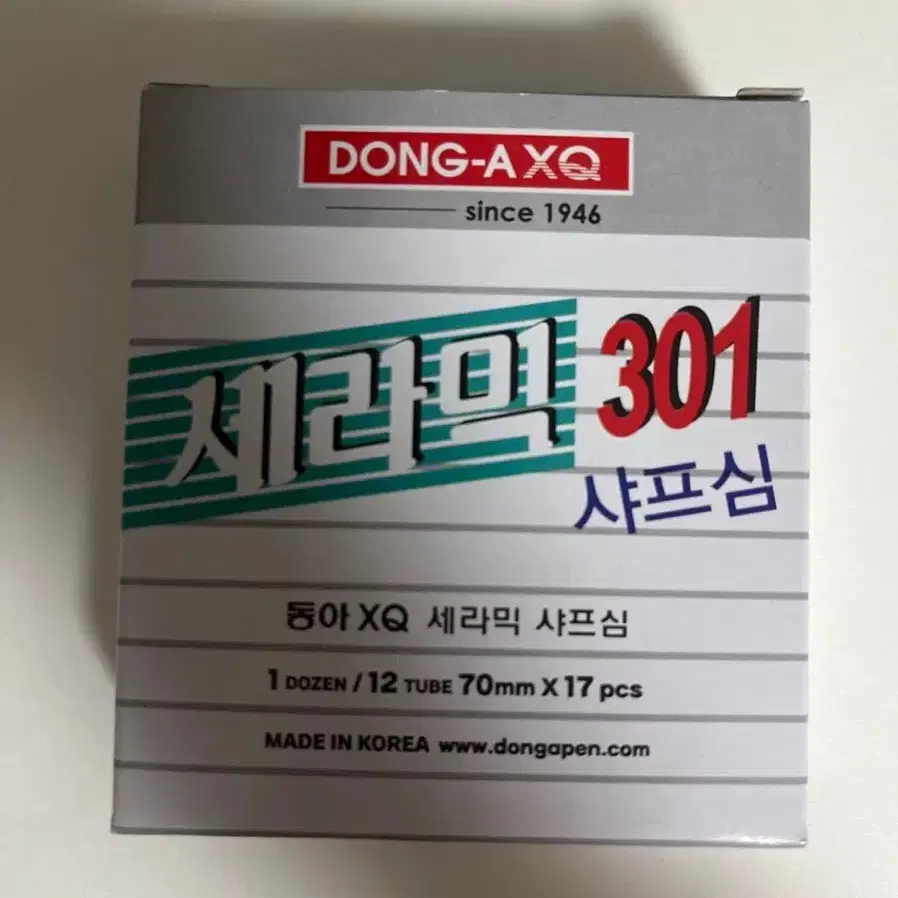 DONG-A XQ
since 1946
세라믹 301
샤프심
동아 XQ 세라믹 샤프심
1 DOZEN / 12 TUBE 70mm X 17 pcs
MADE IN KOREA www.dongapen.com